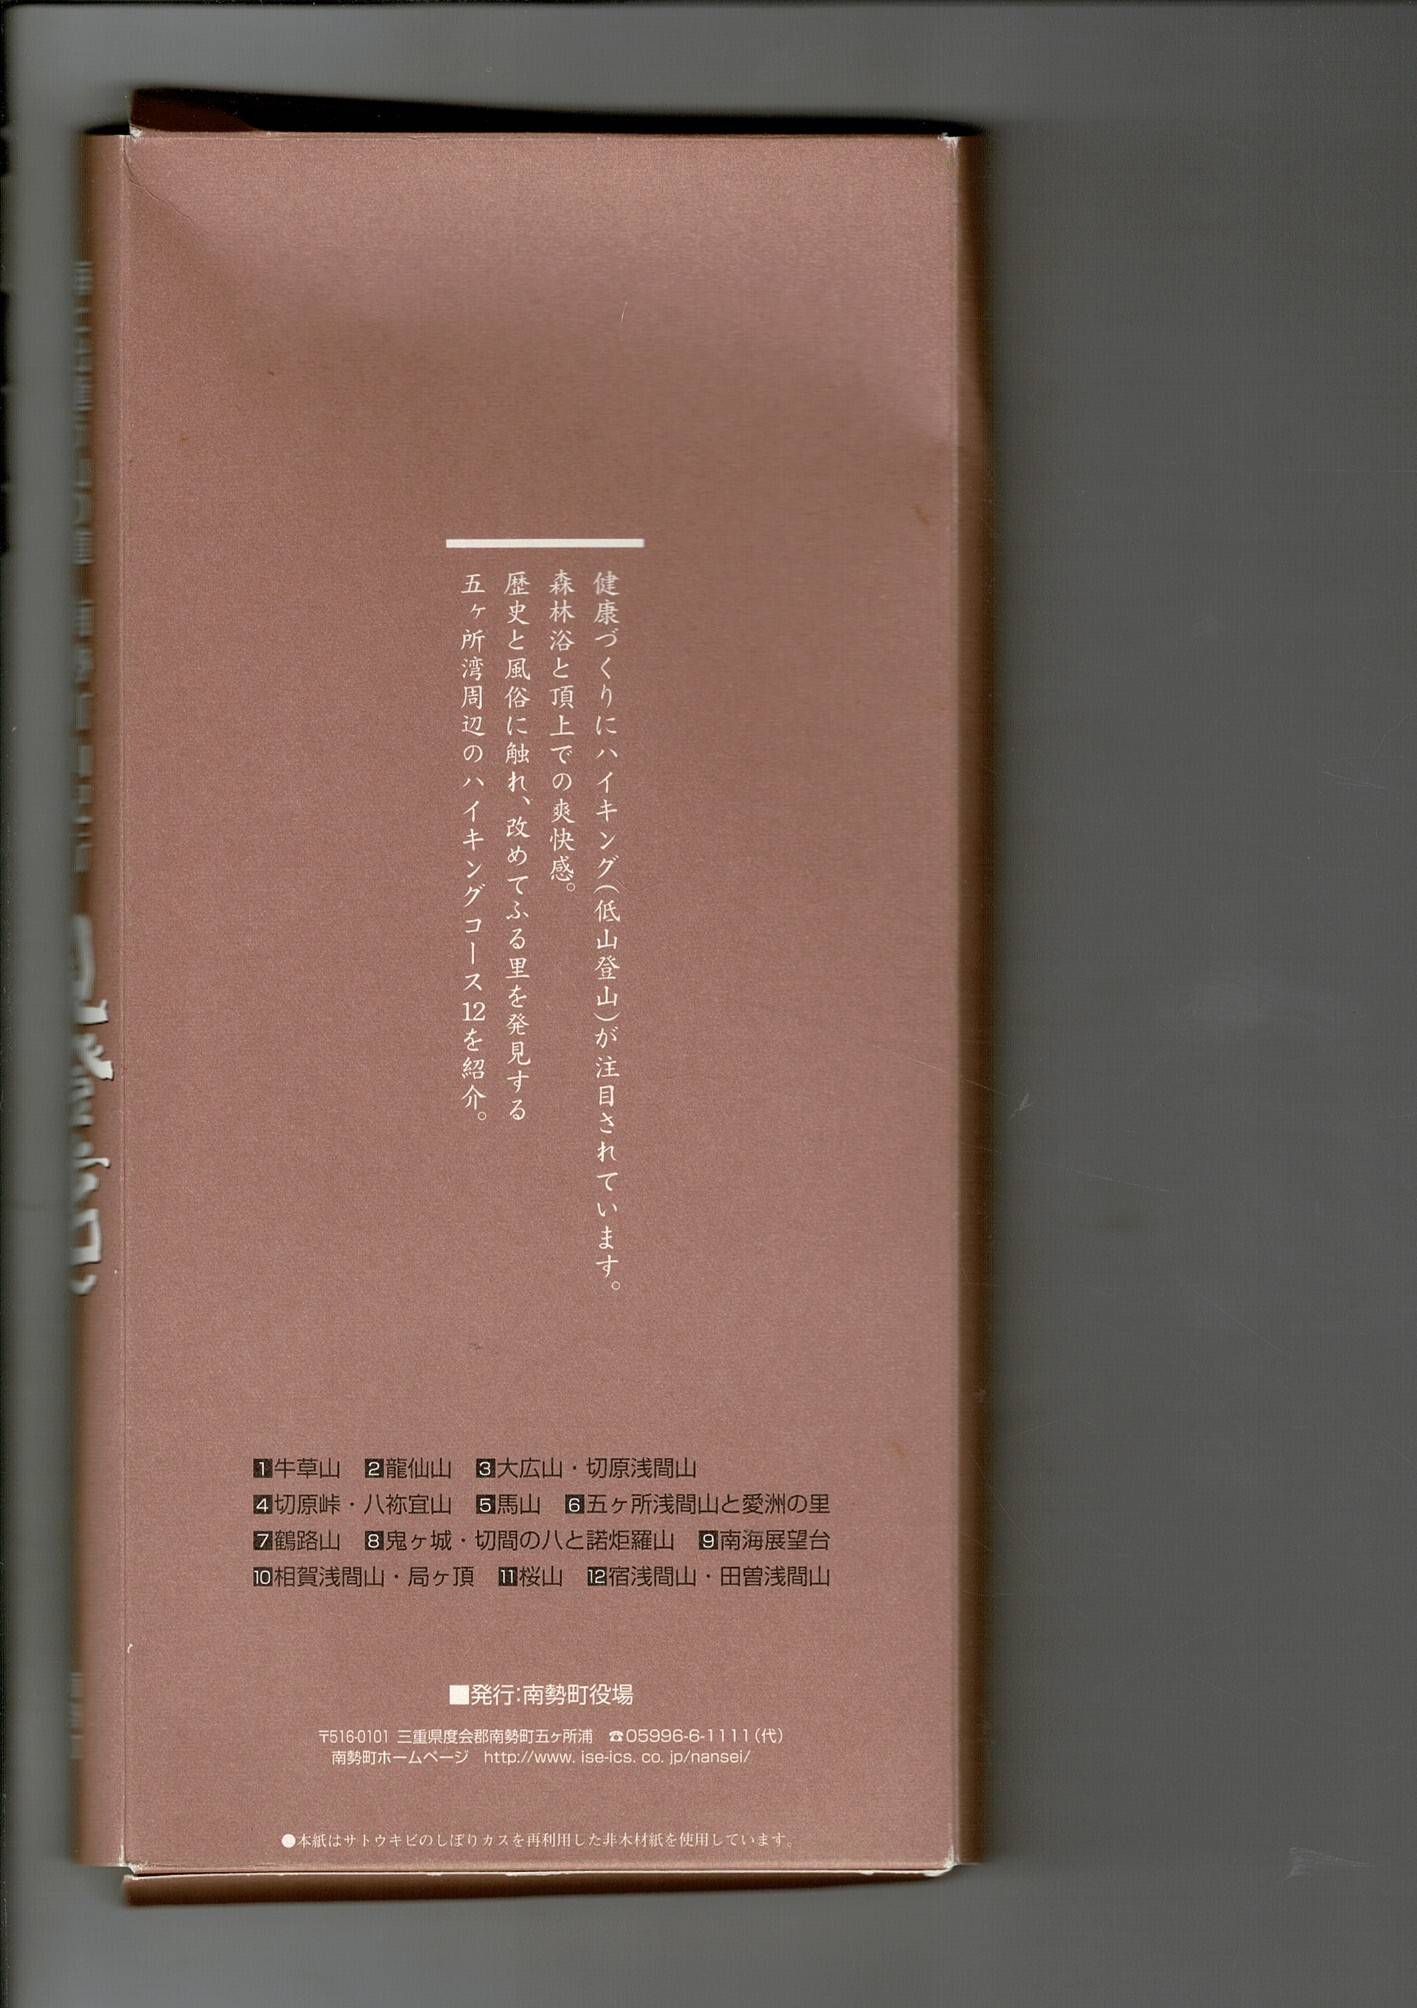 健康づくりにハイキング(低山登山)が注目されています。
森林浴と頂上での爽快感。
歴史と風俗に触れ、改めてふる里を発見する
五ヶ所湾周辺のハイキングコース12を紹介。
1牛草山 2龍仙山 3大広山・切原浅間山
4切原峠・八祢宜山 5馬山 6五ヶ所浅間山と愛洲の里
7鶴路山 8鬼ヶ城・切間の八と諾炬羅山 9南海展望台
10相賀浅間山・局ヶ頂 11桜山 12宿浅間山・田曽浅間山
■発行:南勢町役場
〒516-0101 三重県度会郡南勢町五ヶ所浦 ☎05996-6-1111(代)
南勢町ホームページ http://www. ise-ics. co. jp/nansei/
●本紙はサトウキビのしぼりカスを再利用した非木材紙を使用しています。